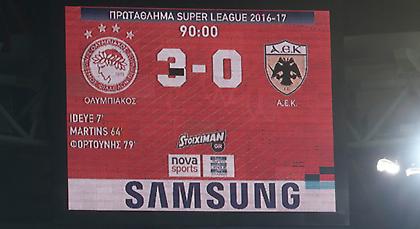 ΠΡΩΤΑΘΛΗΜΑ SUPER LEAGUE 2016-17
90:00
3-0
ΟΛΥΜΠΙΑΚΟΣ
Α.Ε.Κ
Α.Ε.Κ.
IDEYE 7'
MARTINS 64'
ΦΟΡΤΟΥΝΗΣ 79'
STOIXIMAN
GR
nova
sports
SAMSUNG